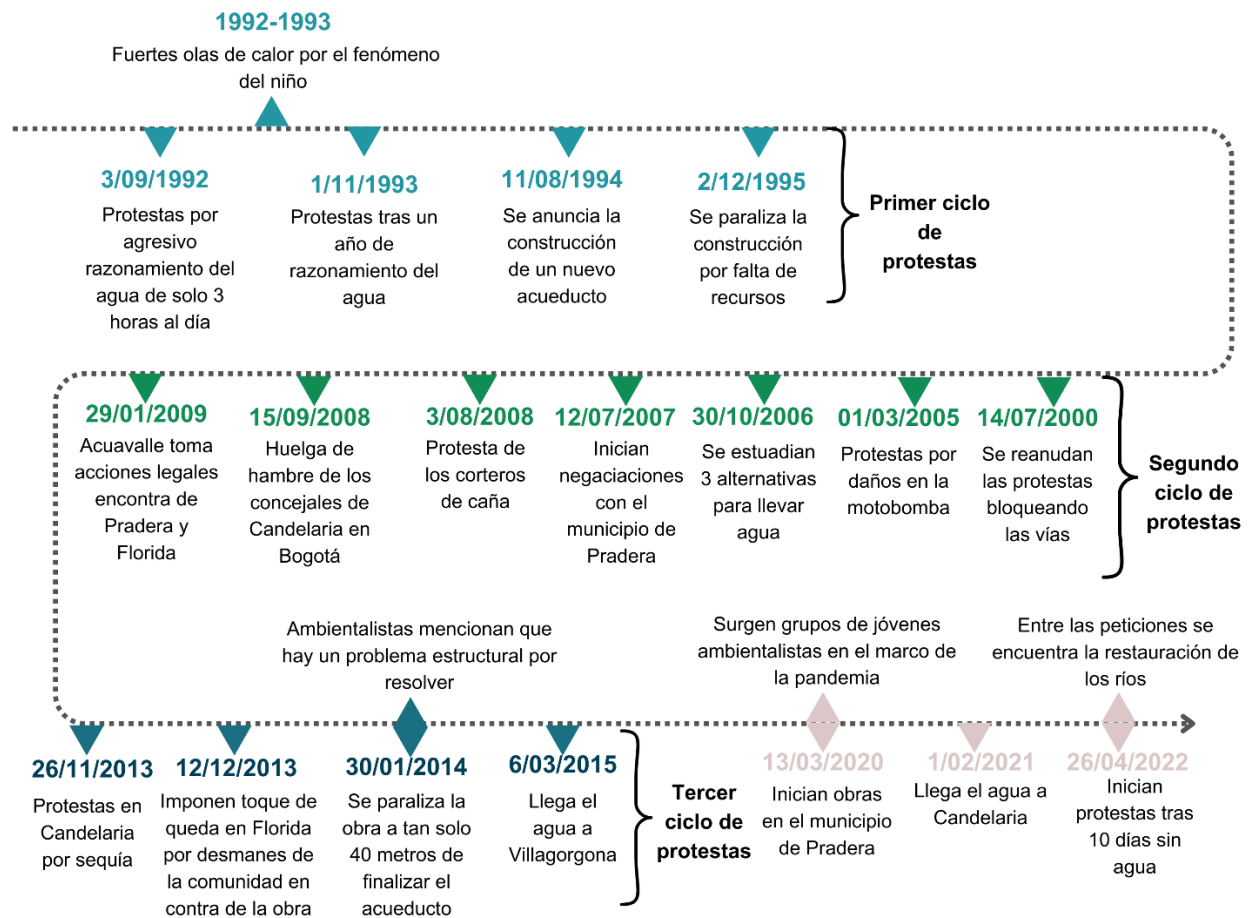 1992-1993
Fuertes olas de calor por el fenómeno
del niño
3/09/1992
Protestas por
agresivo
razonamiento del
agua de solo 3
horas al día
1/11/1993
Protestas tras un
año de
razonamiento del
agua
11/08/1994
Se anuncia la
construcción
de un nuevo
acueducto
2/12/1995
Se paraliza la
construcción
por falta de
recursos
Primer ciclo
de
protestas
29/01/2009
Acuavalle toma
acciones legales
encontra de
Pradera y
Florida
15/09/2008
Huelga de
hambre de los
concejales de
Candelaria en
Bogotá
3/08/2008
Protesta de
los corteros
de caña
12/07/2007
Inician
negaciaciones
con el
municipio de
Pradera
30/10/2006
Se estudian
3 alternativas
para llevar
agua
01/03/2005
Protestas por
daños en la
motobomba
14/07/2000
Se reanudan
las protestas
bloqueando
las vías
Segundo
ciclo de
protestas
Ambientalistas mencionan que
hay un problema estructural por
resolver
Surgen grupos de jóvenes
ambientalistas en el marco de
la pandemia
Entre las peticiones se
encuentra la restauración de
los ríos
26/11/2013
Protestas en
Candelaria
por sequía
12/12/2013
Imponen toque de
queda en Florida
por desmanes de
la comunidad en
contra de la obra
30/01/2014
Se paraliza la
obra a tan solo
40 metros de
finalizar el
acueducto
6/03/2015
Llega el
agua a
Villagorgona
Tercer
ciclo de
protestas
13/03/2020
Inician obras
en el municipio
de Pradera
1/02/2021
Llega el agua a
Candelaria
26/04/2022
Inician
protestas tras
10 días sin
agua